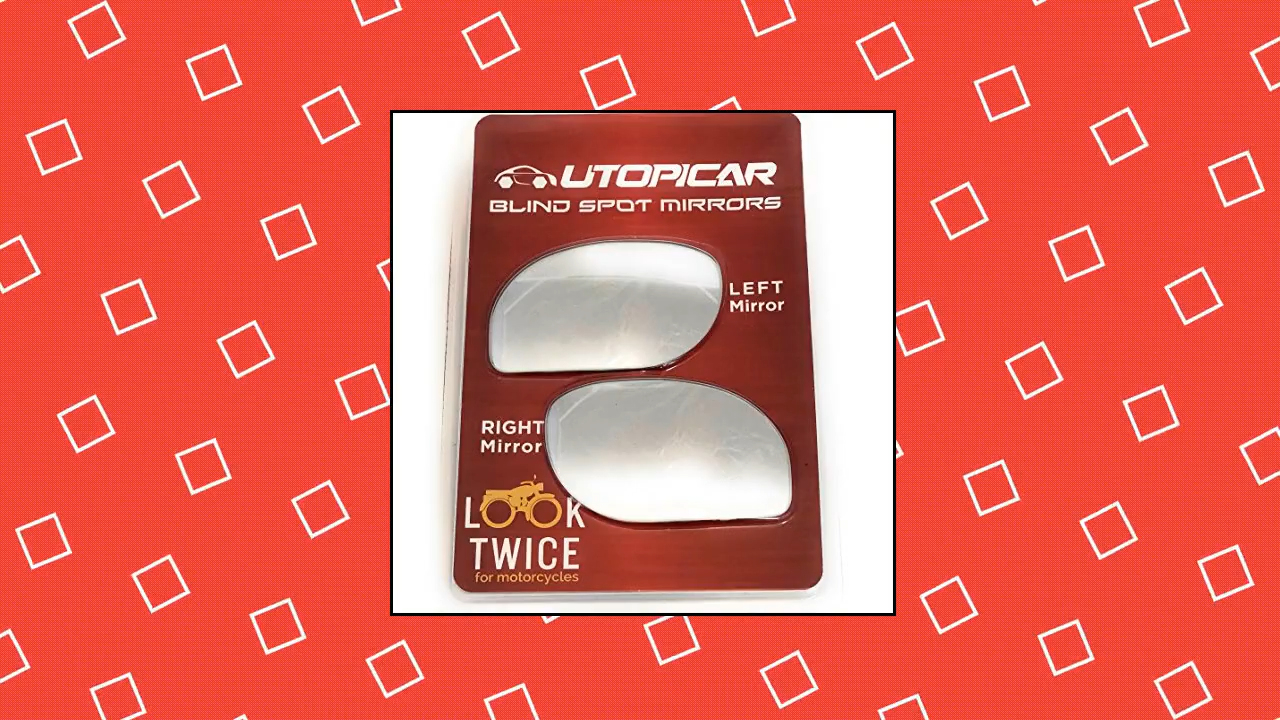 UTOPICAR
BLIND SPOT MIRRORS
LEFT
Mirror
RIGHT
Mirror
LOOK
TWICE
for motorcycles